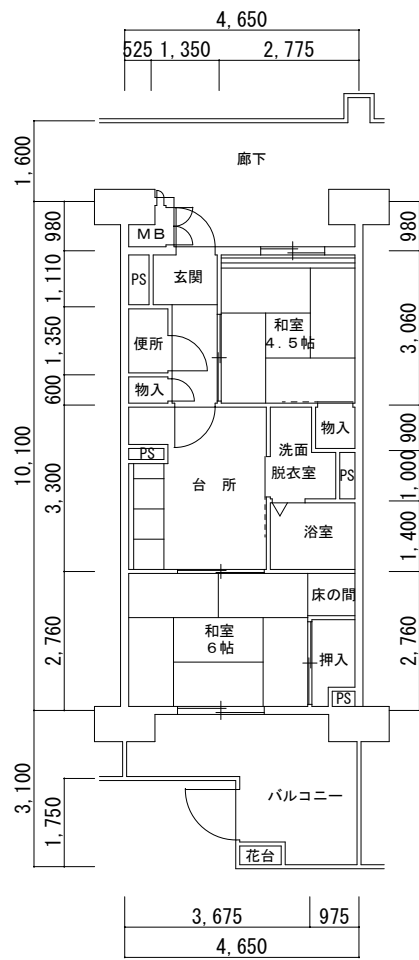 4,650
525 1,350 2,775
1,600
廊下
980
980
MB
1,110
PS
玄関
和室
4.5帖
3,060
1,350
便所
600
物入
物入
900
10,100
PS
洗面
脱衣室
PS
1,000
3,300
台 所
浴室
1,400
床の間
和室
6帖
2,760
押入
2,760
PS
3,100
1,750
バルコニー
花台
3,675 975
4,650